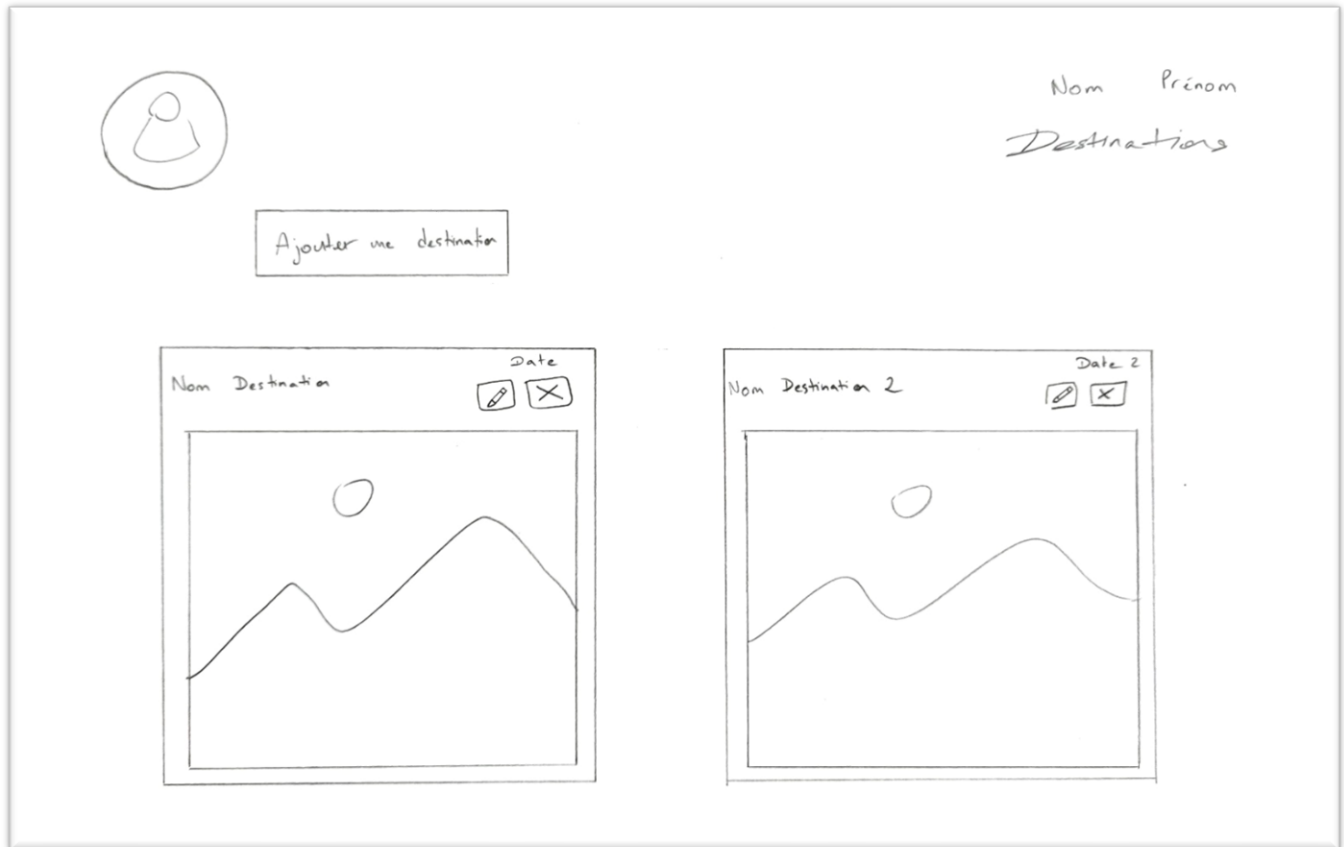 Nom Prénom
Destinations
Ajouter une destination
Date
Nom Destination
Date 2
Nom Destination 2